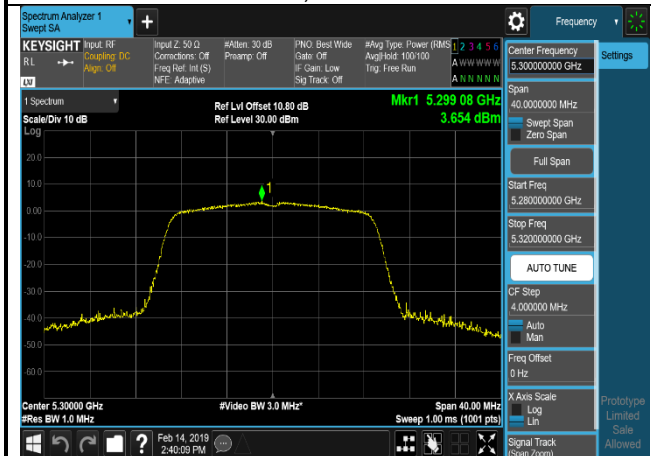 Spectrum Analyzer 1
Swept SA
Frequency
KEYSIGHT
RL
Input: RF
Coupling: DC
Align: Off
Input Z: 50 Ω
Corrections: Off
Freq Ref: Int (S)
NFE: Adaptive
#Atten: 30 dB
Preamp: Off
PNO: Best Wide
Gate: Off
IF Gain: Low
Sig Track: Off
#Avg Type: Power (RMS
Avg|Hold: 100/100
Trig: Free Run
1 2 3 4 5 6
A W W W W W
A N N N N N
LXI
1 Spectrum
Scale/Div 10 dB
Log
Ref Lvl Offset 10.80 dB
Ref Level 30.00 dBm
Mkr1 5.299 08 GHz
3.654 dBm
1
20.0
10.0
0.00
-10.0
-20.0
-30.0
-40.0
-50.0
-60.0
Center 5.30000 GHz
#Res BW 1.0 MHz
#Video BW 3.0 MHz*
Span 40.00 MHz
Sweep 1.00 ms (1001 pts)
Center Frequency
5.300000000 GHz
Settings
Span
40.0000000 MHz
Swept Span
Zero Span
Full Span
Start Freq
5.280000000 GHz
Stop Freq
5.320000000 GHz
AUTO TUNE
CF Step
4.000000 MHz
Auto
Man
Freq Offset
0 Hz
X Axis Scale
Log
Lin
Signal Track
(Span Zoom)
Prototype
Limited
Sale
Allowed
?
Feb 14, 2019
2:40:09 PM